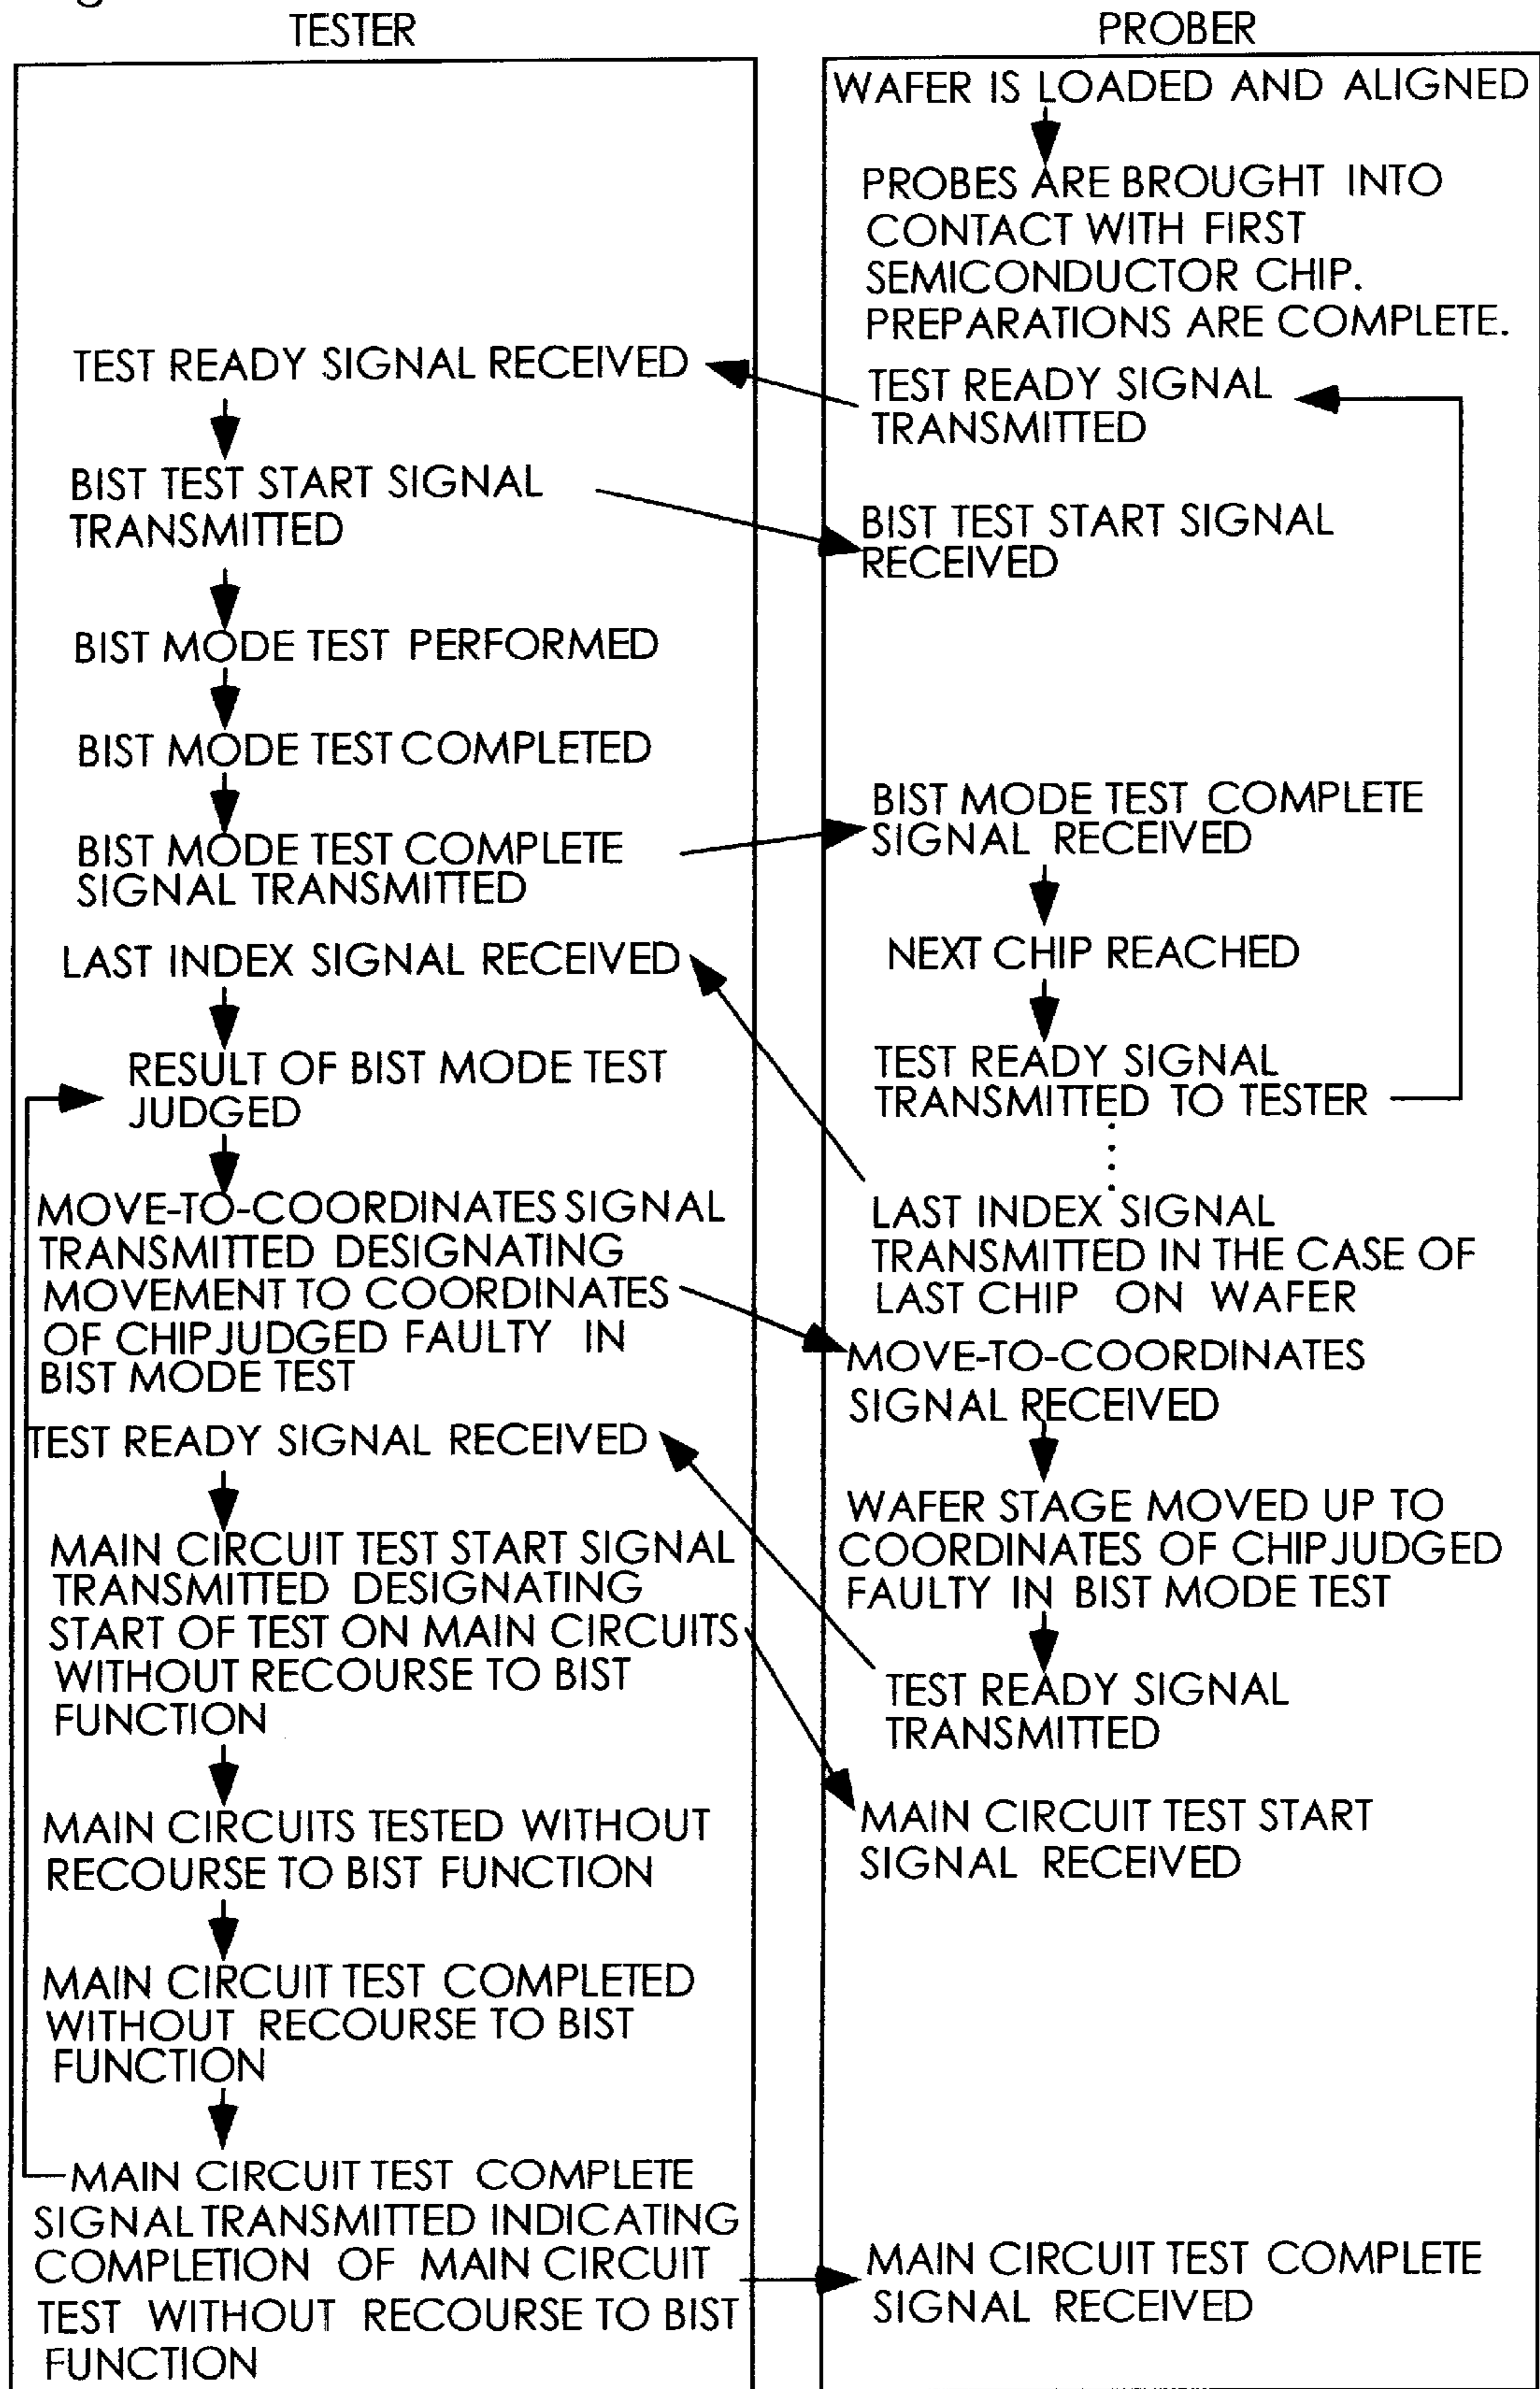 TESTER
WAFER IS LOADED AND ALIGNED
PROBES ARE BROUGHT INTO
CONTACT WITH FIRST
SEMICONDUCTOR CHIP.
PREPARATIONS ARE COMPLETE.
TEST READY SIGNAL RECEIVED
TEST READY SIGNAL
TRANSMITTED
BIST TEST START SIGNAL
TRANSMITTED
BIST TEST START SIGNAL
RECEIVED
BIST MODE TEST PERFORMED
BIST MODE TEST COMPLETED
BIST MODE TEST COMPLETE
SIGNAL TRANSMITTED
BIST MODE TEST COMPLETE
SIGNAL RECEIVED
NEXT CHIP REACHED
TEST READY SIGNAL
TRANSMITTED TO TESTER
LAST INDEX SIGNAL
TRANSMITTED IN THE CASE OF
LAST CHIP ON WAFER
LAST INDEX SIGNAL RECEIVED
RESULT OF BIST MODE TEST
JUDGED
MOVE-TO-COORDINATES SIGNAL
TRANSMITTED DESIGNATING
MOVEMENT TO COORDINATES
OF CHIP JUDGED FAULTY IN
BIST MODE TEST
MOVE-TO-COORDINATES
SIGNAL RECEIVED
WAFER STAGE MOVED UP TO
COORDINATES OF CHIP JUDGED
FAULTY IN BIST MODE TEST
TEST READY SIGNAL
TRANSMITTED
TEST READY SIGNAL RECEIVED
MAIN CIRCUIT TEST START SIGNAL
TRANSMITTED DESIGNATING
START OF TEST ON MAIN CIRCUITS
WITHOUT RECOURSE TO BIST
FUNCTION
MAIN CIRCUIT TEST START
SIGNAL RECEIVED
MAIN CIRCUITS TESTED WITHOUT
RECOURSE TO BIST FUNCTION
MAIN CIRCUIT TEST COMPLETED
WITHOUT RECOURSE TO BIST
FUNCTION
MAIN CIRCUIT TEST COMPLETE
SIGNAL TRANSMITTED INDICATING
COMPLETION OF MAIN CIRCUIT
TEST WITHOUT RECOURSE TO BIST
FUNCTION
MAIN CIRCUIT TEST COMPLETE
SIGNAL RECEIVED
PROBER